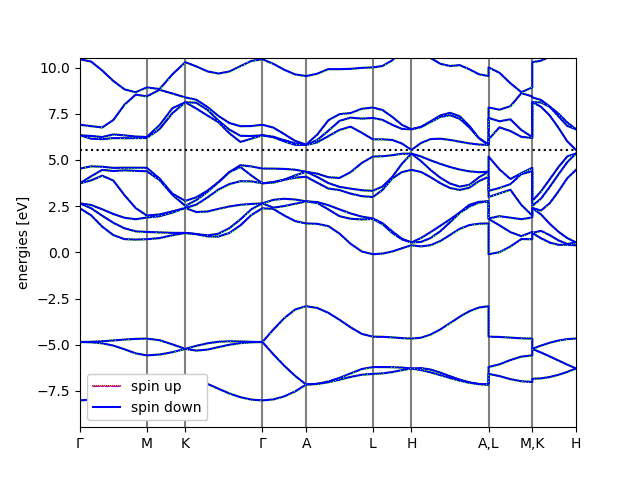 10.0
7.5
5.0
2.5
0.0
−2.5
−5.0
−7.5
energies [eV]
spin up
spin down
Γ M K Γ A L H A,L M,K H